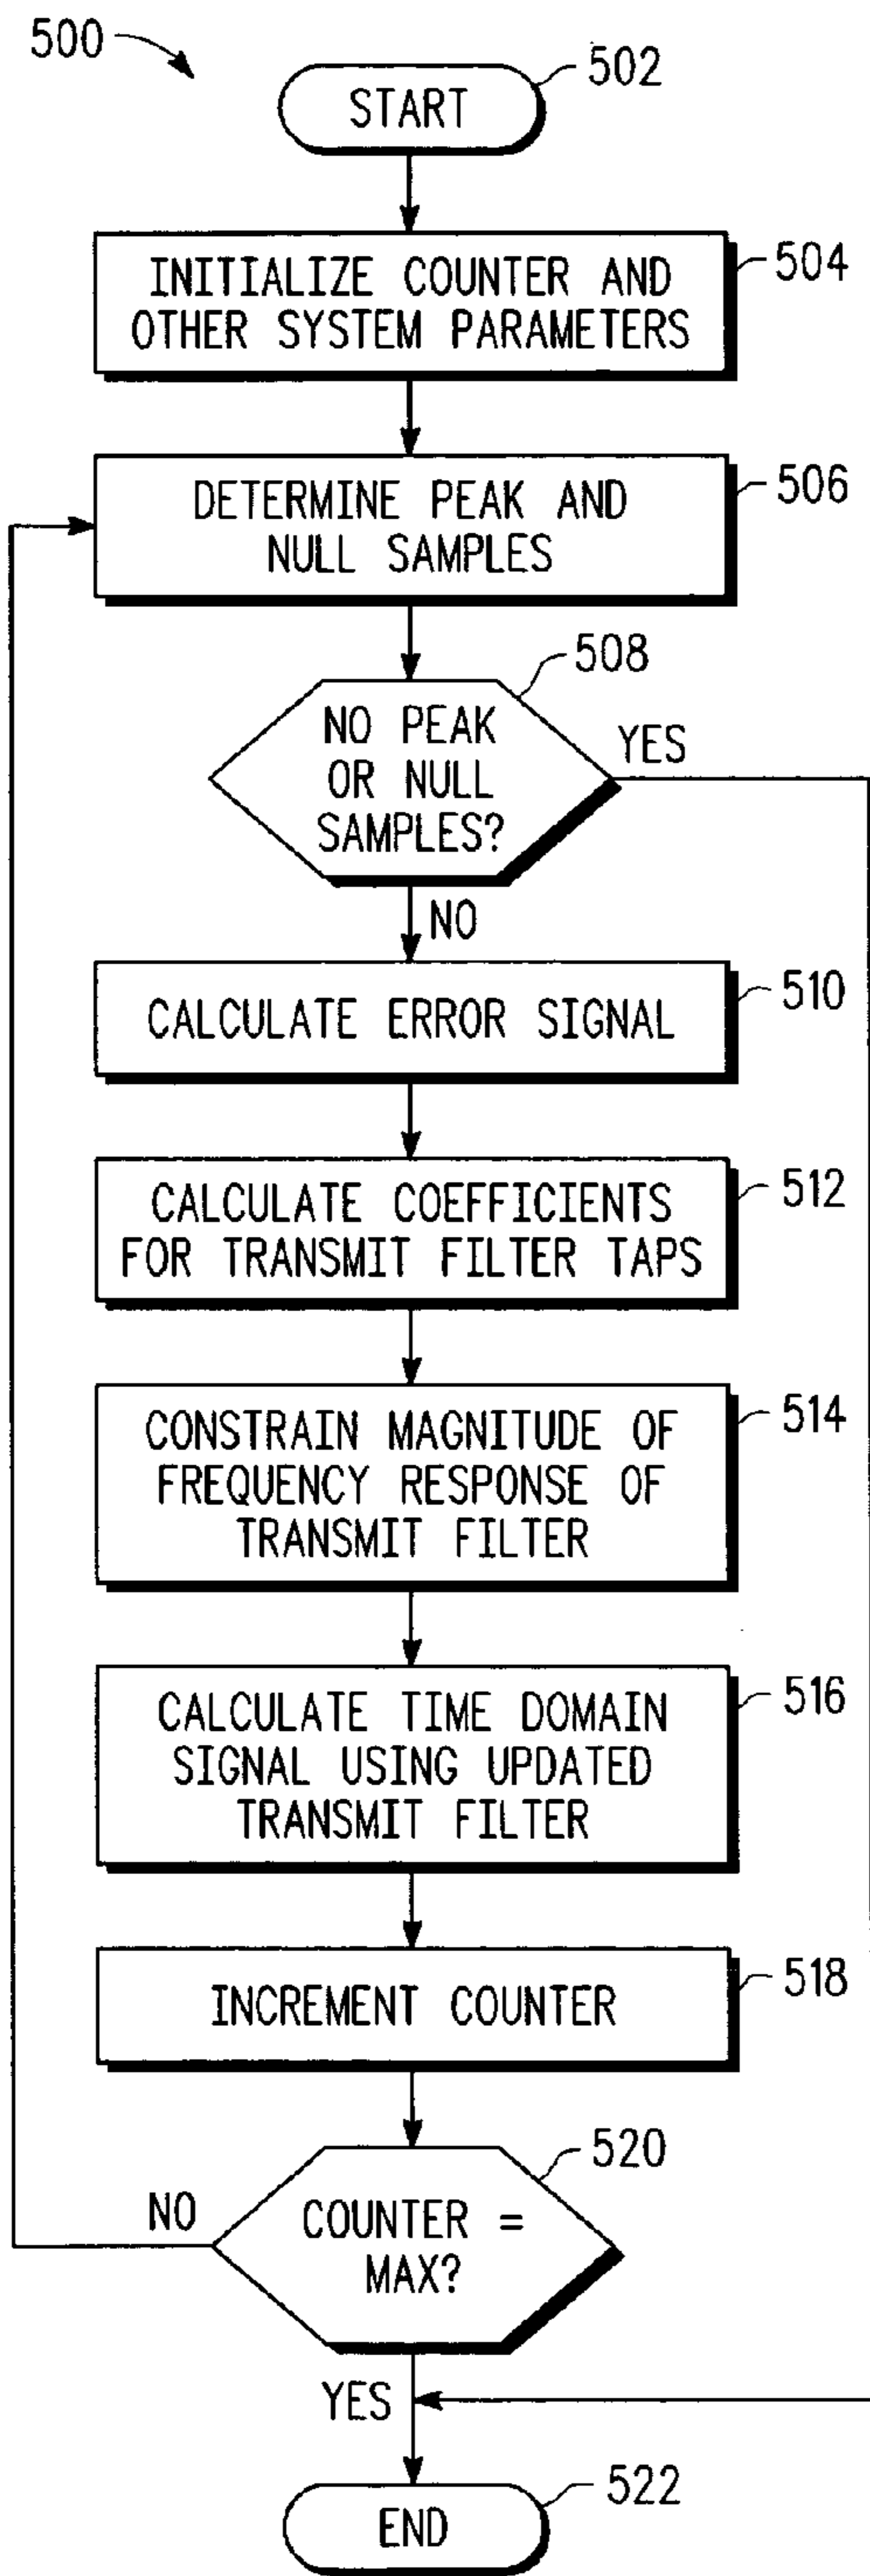 500
502
START
504
INITIALIZE COUNTER AND
OTHER SYSTEM PARAMETERS
506
DETERMINE PEAK AND
NULL SAMPLES
508
NO PEAK
OR NULL
SAMPLES?
YES
NO
510
CALCULATE ERROR SIGNAL
512
CALCULATE COEFFICIENTS
FOR TRANSMIT FILTER TAPS
514
CONSTRAIN MAGNITUDE OF
FREQUENCY RESPONSE OF
TRANSMIT FILTER
516
CALCULATE TIME DOMAIN
SIGNAL USING UPDATED
TRANSMIT FILTER
518
INCREMENT COUNTER
520
NO
COUNTER =
MAX?
YES
522
END